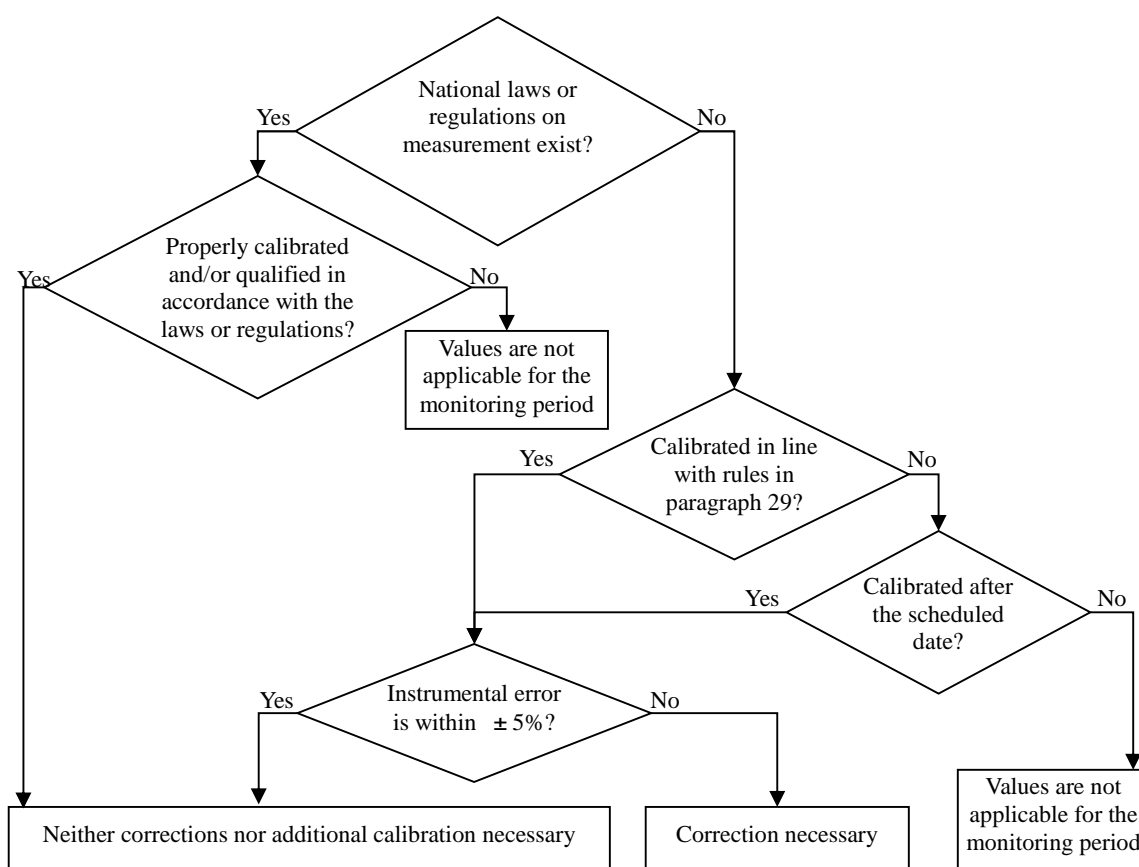 National laws or
regulations on
measurement exist?
Yes
No
Properly calibrated
and/or qualified in
accordance with the
laws or regulations?
Yes
No
Values are not
applicable for the
monitoring period
Calibrated in line
with rules in
paragraph 29?
Yes
No
Calibrated after
the scheduled
date?
Yes
No
Instrumental error
is within ± 5%?
Yes
No
Neither corrections nor additional calibration necessary
Correction necessary
Values are not
applicable for the
monitoring period